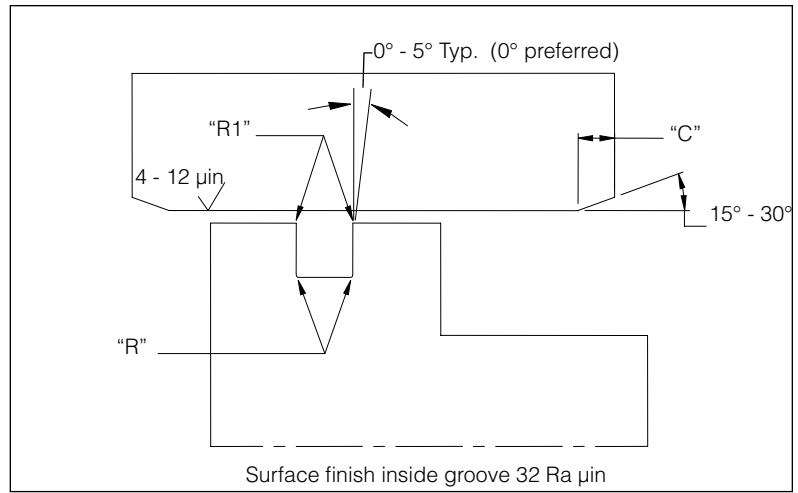 0° - 5° Typ. (0° preferred)
“R1”
“C”
4 - 12 µin
15° - 30°
“R”
Surface finish inside groove 32 Ra µin